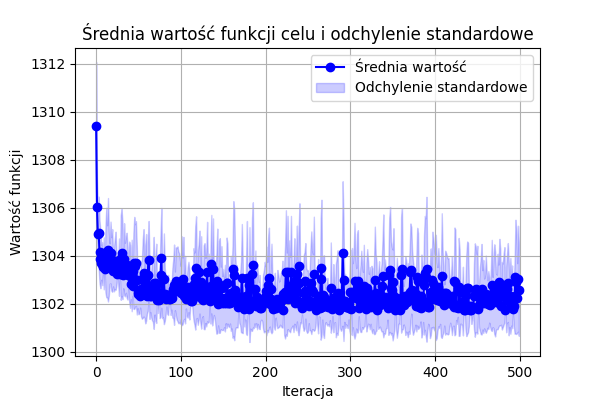 Średnia wartość funkcji celu i odchylenie standardowe
Średnia wartość
Odchylenie standardowe
Wartość funkcji
1312
1310
1308
1306
1304
1302
1300
0 100 200 300 400 500
Iteracja